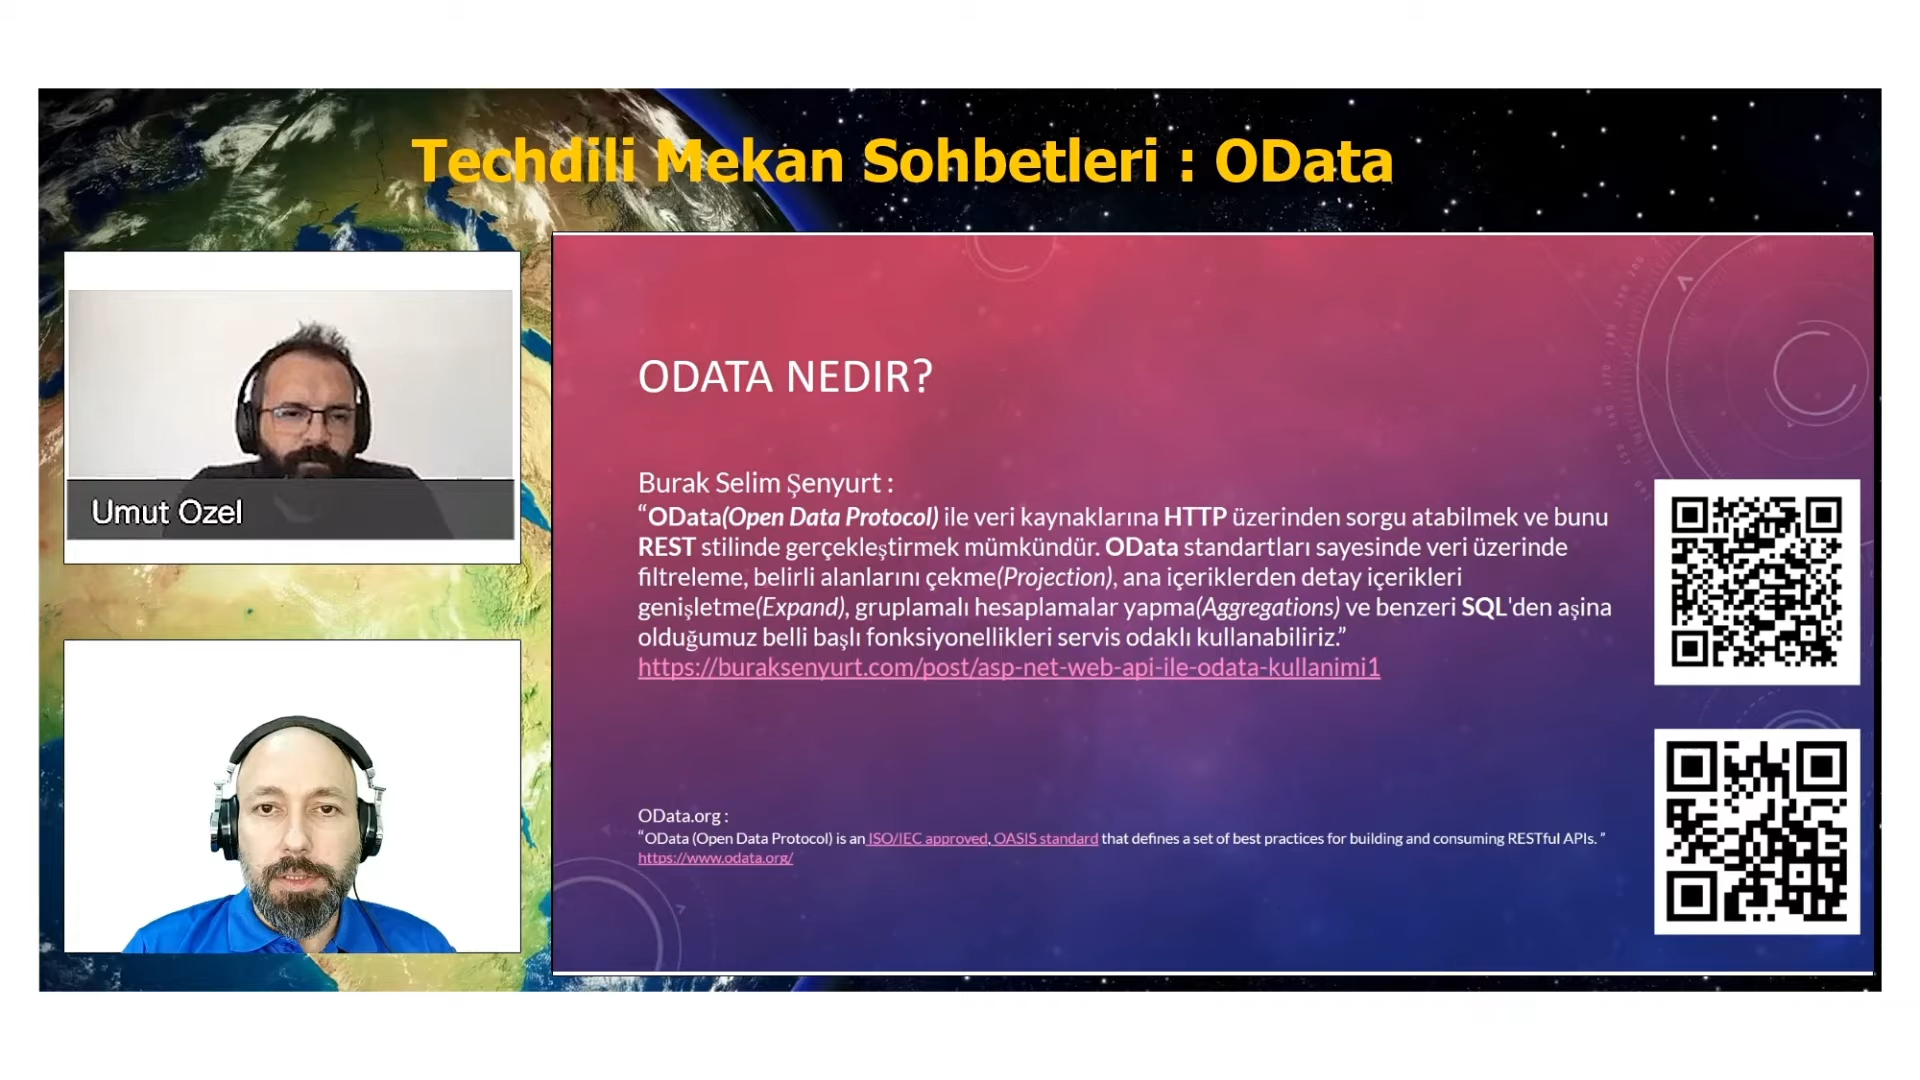 Techdili Mekan Sohbetleri : OData
Umut Ozel
ODATA NEDIR?
Burak Selim Şenyurt :
“OData(Open Data Protocol) ile veri kaynaklarına HTTP üzerinden sorgu atabilmek ve bunu
REST stilinde gerçekleştirmek mümkündür. OData standartları sayesinde veri üzerinde
filtreleme, belirli alanlarını çekme(Projection), ana içeriklerden detay içerikleri
genişletme(Expand), gruplamalı hesaplamalar yapma(Aggregations) ve benzeri SQL'den aşina
olduğumuz belli başlı fonksiyonellikleri servis odaklı kullanabiliriz.”
https://buraksenyurt.com/post/asp-net-web-api-ile-odata-kullanimi1
OData.org :
“OData (Open Data Protocol) is an ISO/IEC approved, OASIS standard that defines a set of best practices for building and consuming RESTful APIs. ”
https://www.odata.org/